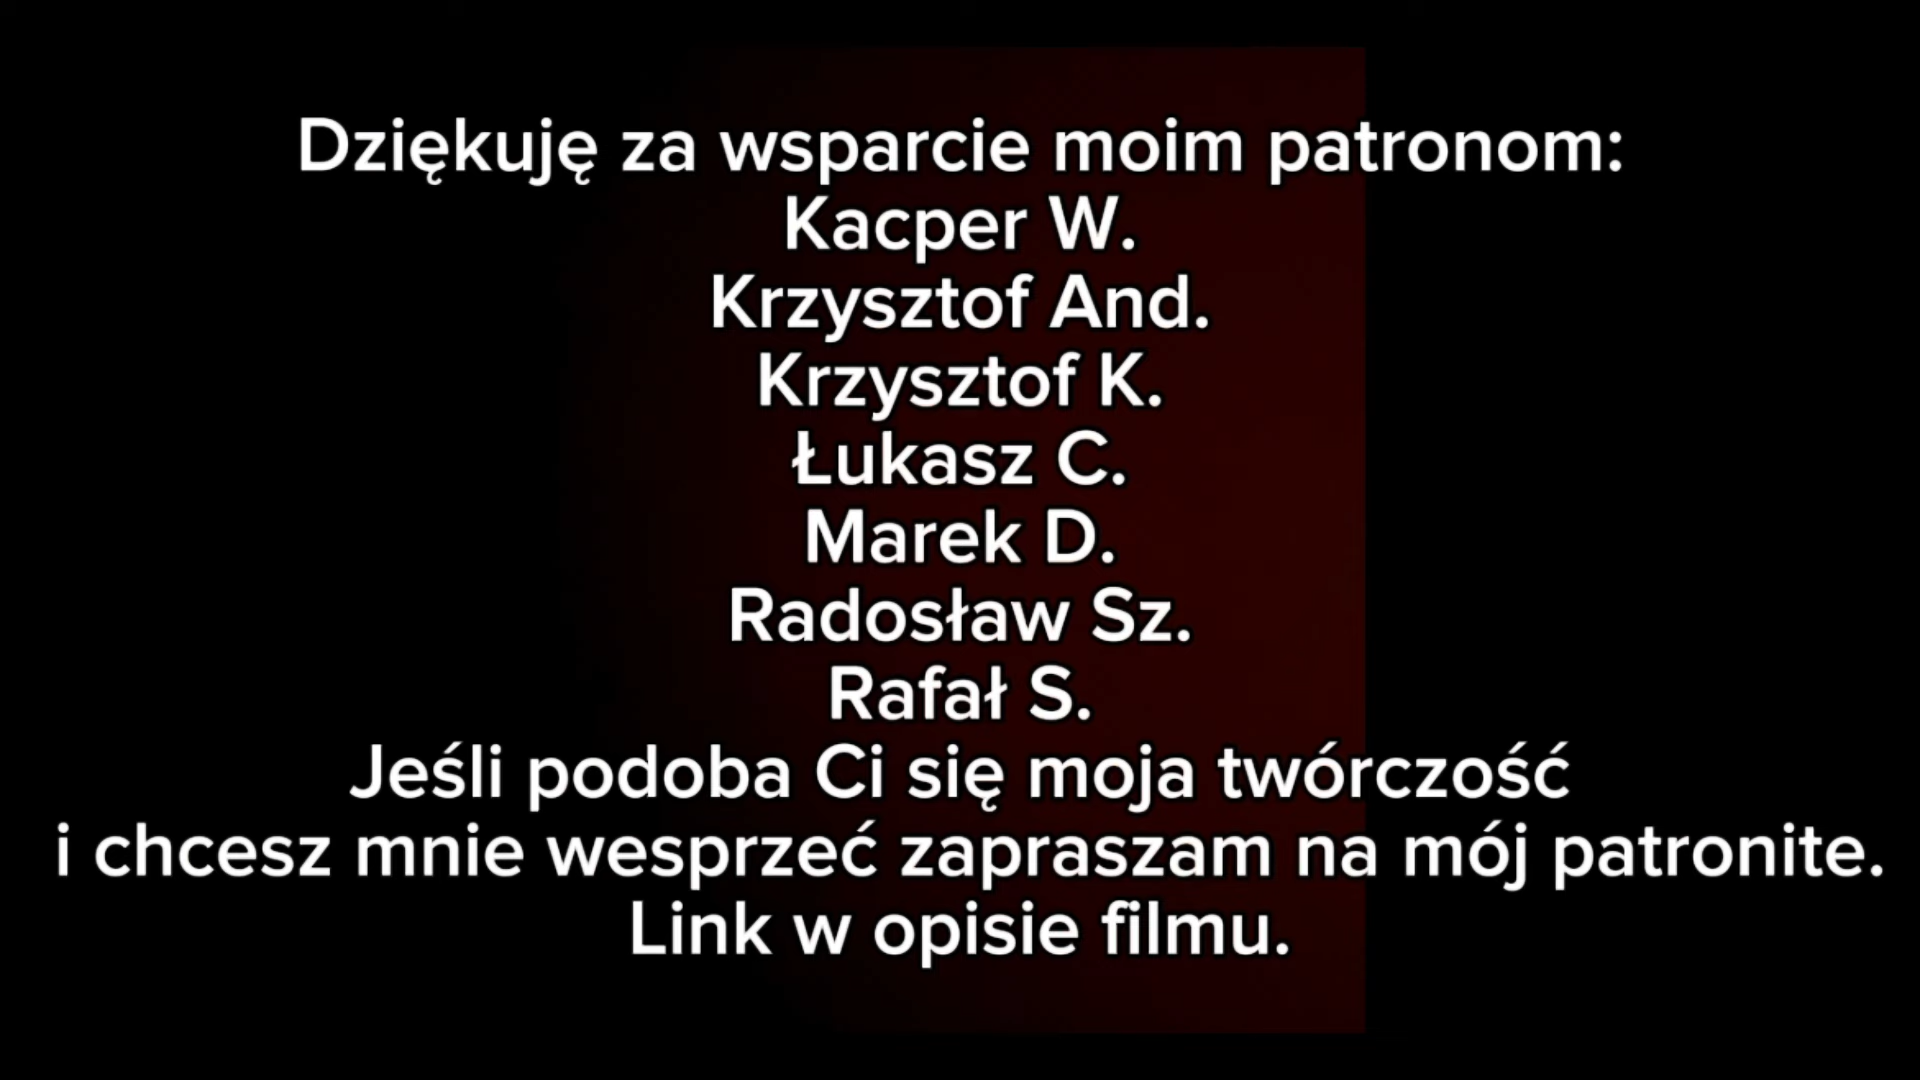 Dziękuję za wsparcie moim patronom:
Kacper W.
Krzysztof And.
Krzysztof K.
Łukasz C.
Marek D.
Radosław Sz.
Rafał S.
Jeśli podoba Ci się moja twórczość
i chcesz mnie wesprzeć zapraszam na mój patronite.
Link w opisie filmu.